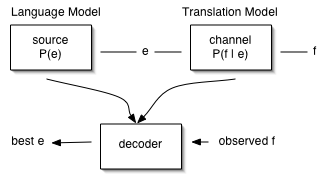 Language Model
Translation Model
source
P(e)
e
channel
P(f | e)
f
best e
decoder
observed f